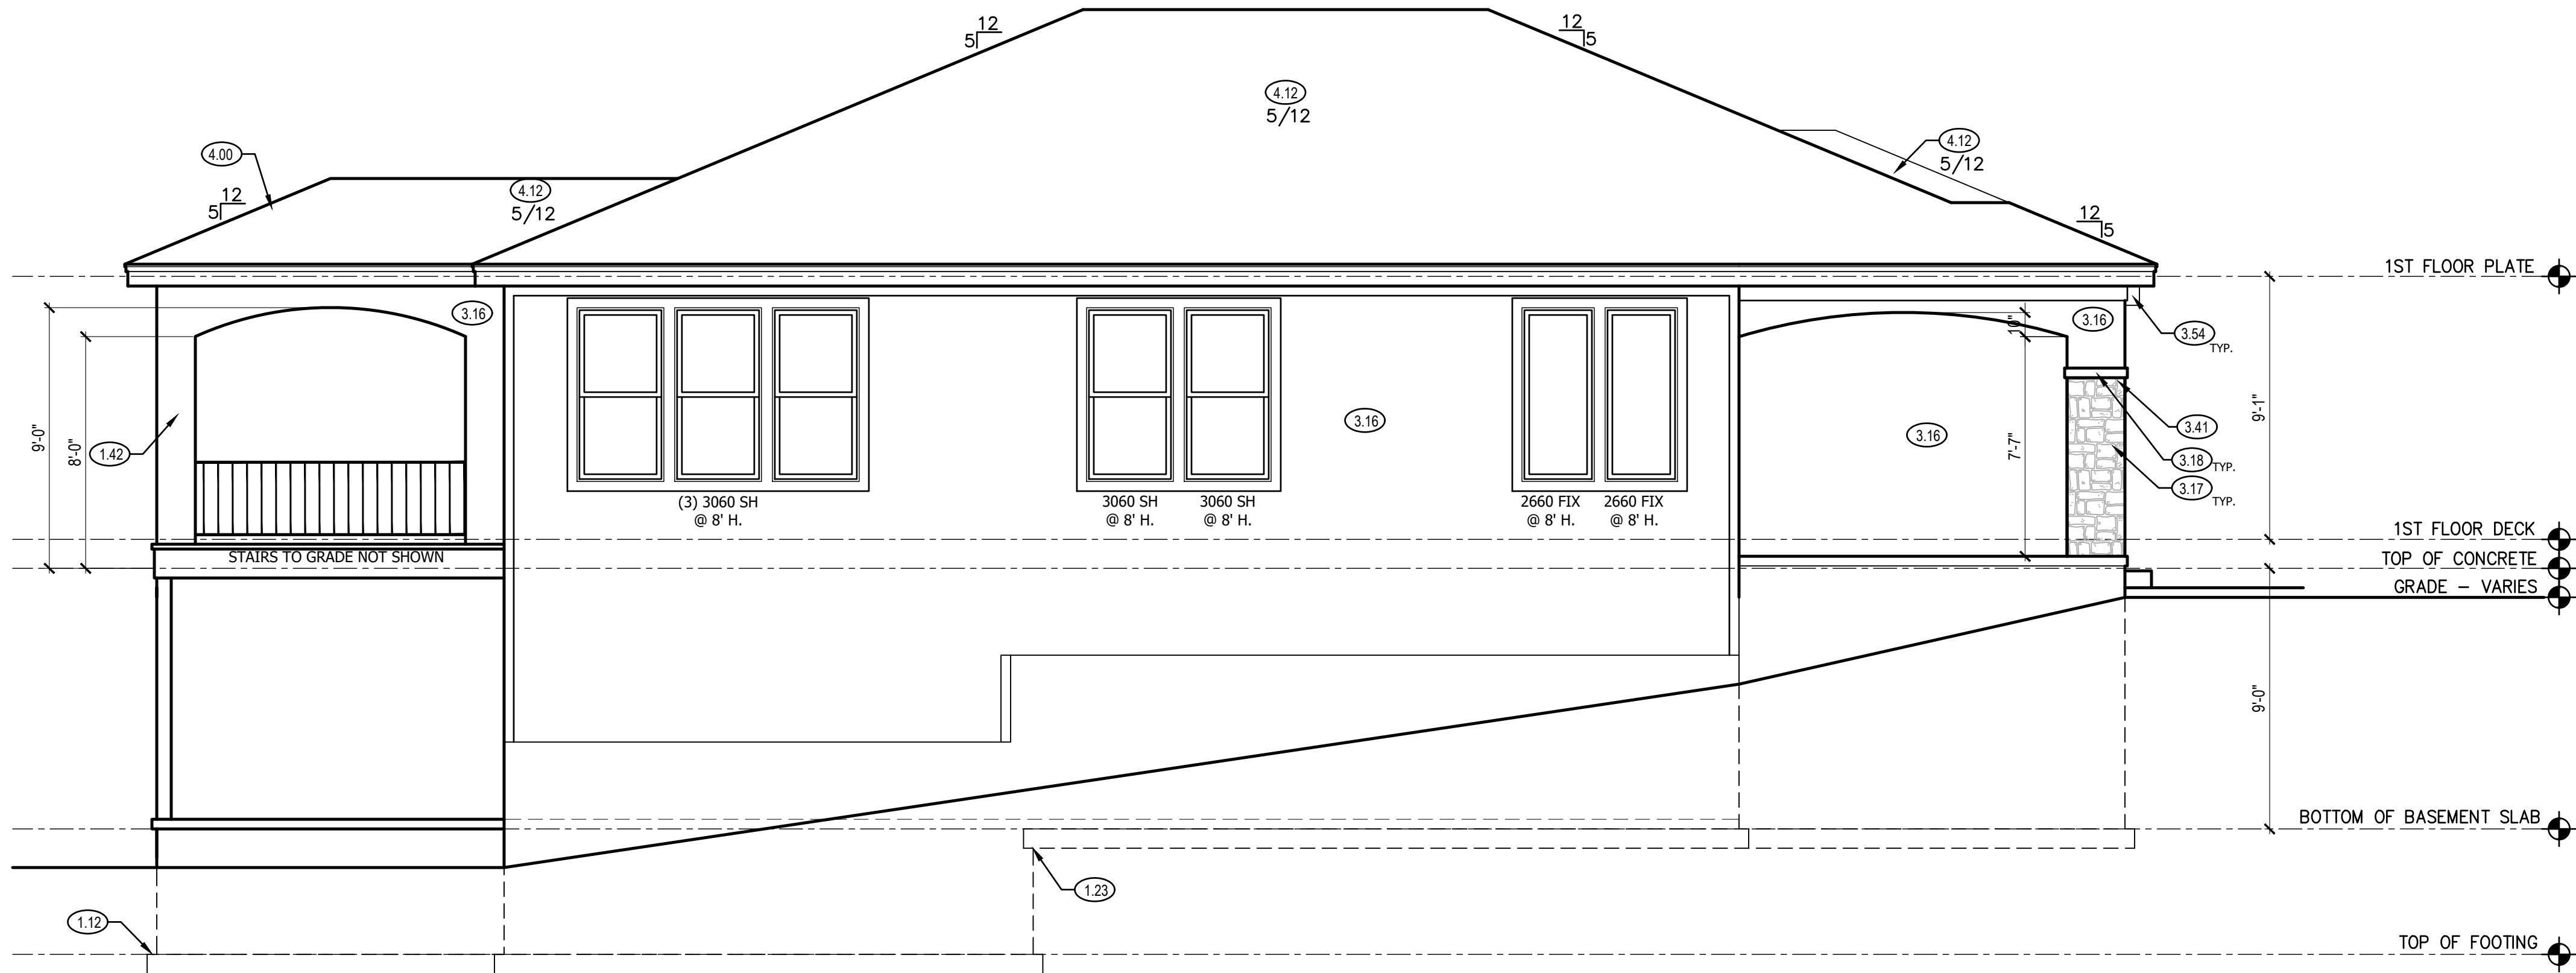 12
5
12
5
4.12
5/12
4.00
4.12
5/12
12
5
4.12
5/12
12
5
1ST FLOOR PLATE
3.16
3.16
3.54
TYP.
10"
9'-0"
8'-0"
1.42
3.16
3.16
7'-7"
9'-1"
3.41
3.18
TYP.
3.17
TYP.
(3) 3060 SH
@ 8' H.
3060 SH
@ 8' H.
3060 SH
@ 8' H.
2660 FIX
@ 8' H.
2660 FIX
@ 8' H.
1ST FLOOR DECK
STAIRS TO GRADE NOT SHOWN
TOP OF CONCRETE
GRADE - VARIES
9'-0"
BOTTOM OF BASEMENT SLAB
1.23
1.12
TOP OF FOOTING